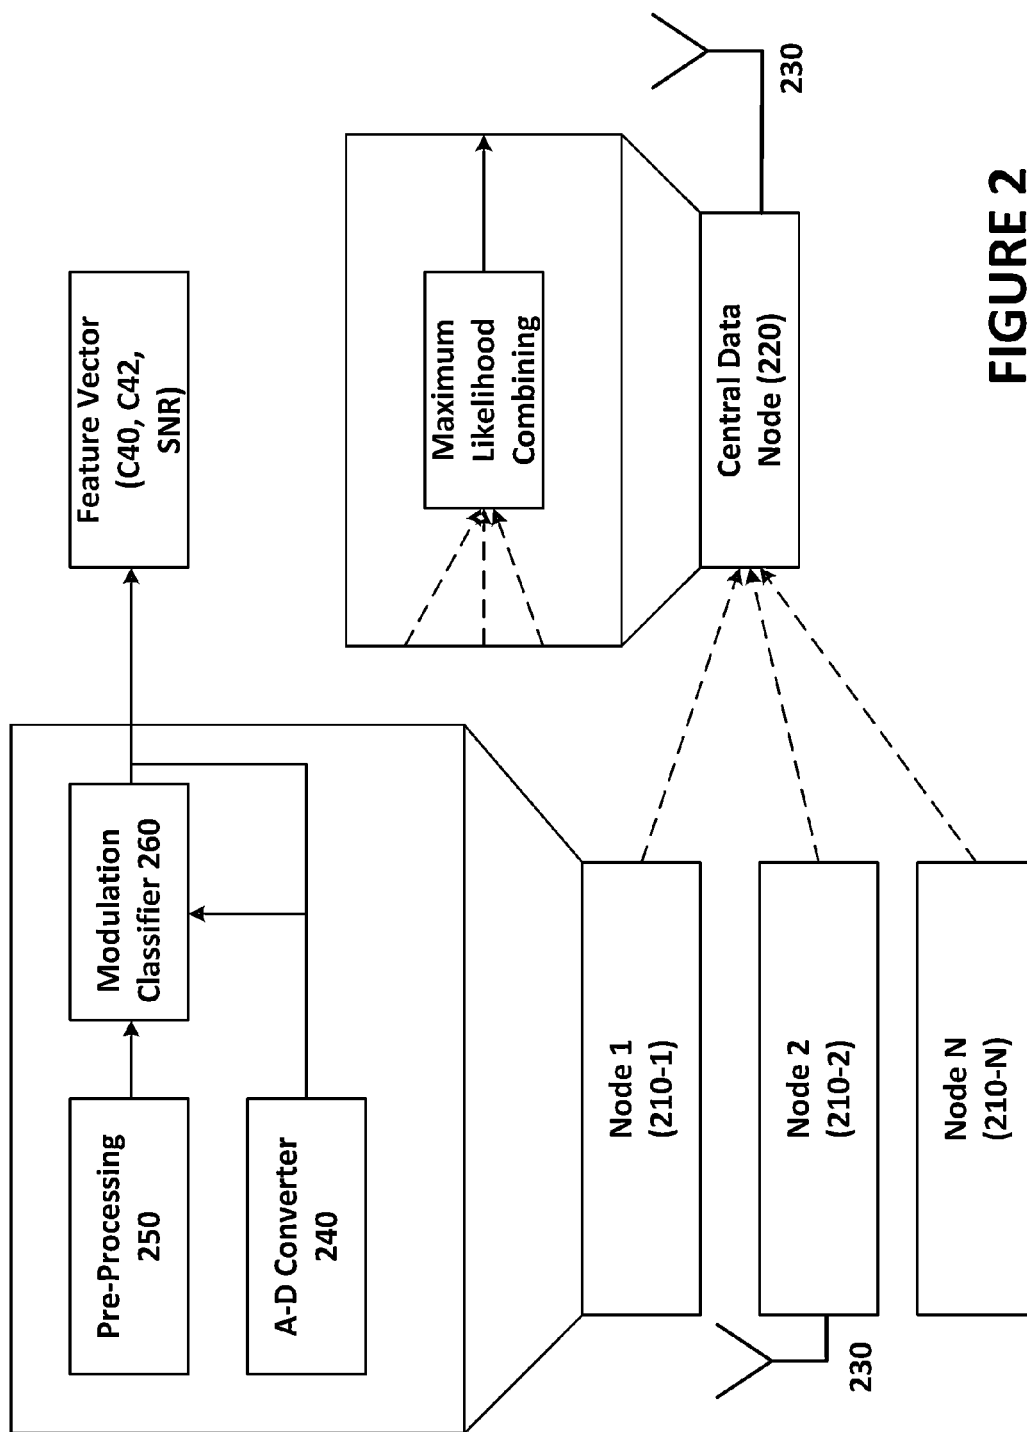 Pre-Processing
250
Modulation
Classifier 260
Feature Vector
(C40, C42,
SNR)
A-D Converter
240
Maximum
Likelihood
Combining
Node 1
(210-1)
Central Data
Node (220)
230
Node 2
(210-2)
230
Node N
(210-N)
FIGURE 2